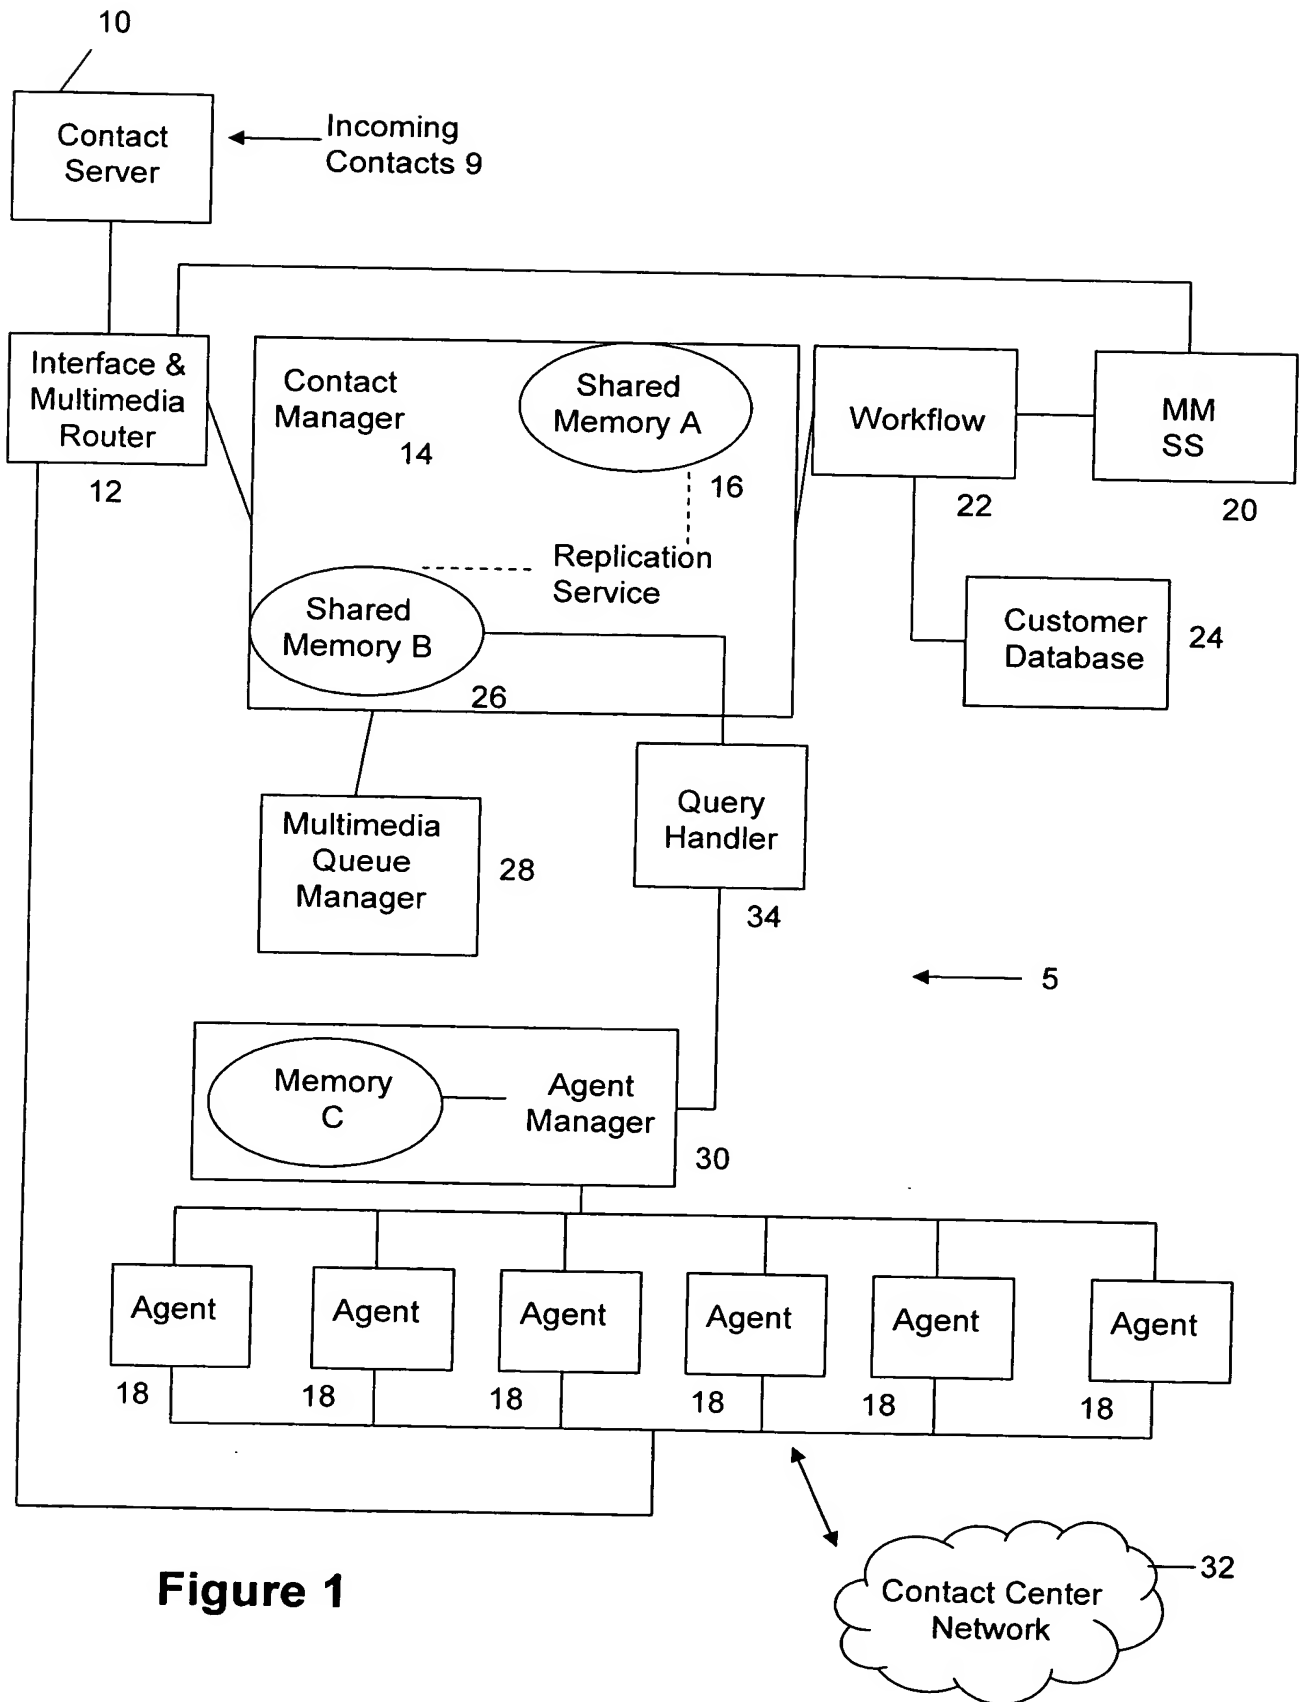 10
Contact
Server
Incoming
Contacts 9
Interface &
Multimedia
Router
12
Contact
Manager
14
Shared
Memory A
16
Replication
Service
Shared
Memory B
26
Workflow
22
MM
SS
20
Customer
Database
24
Multimedia
Queue
Manager
28
Query
Handler
34
5
Memory
C
Agent
Manager
30
Agent
Agent
Agent
Agent
Agent
Agent
18
18
18
18
18
18
Figure 1
Contact Center
Network
32